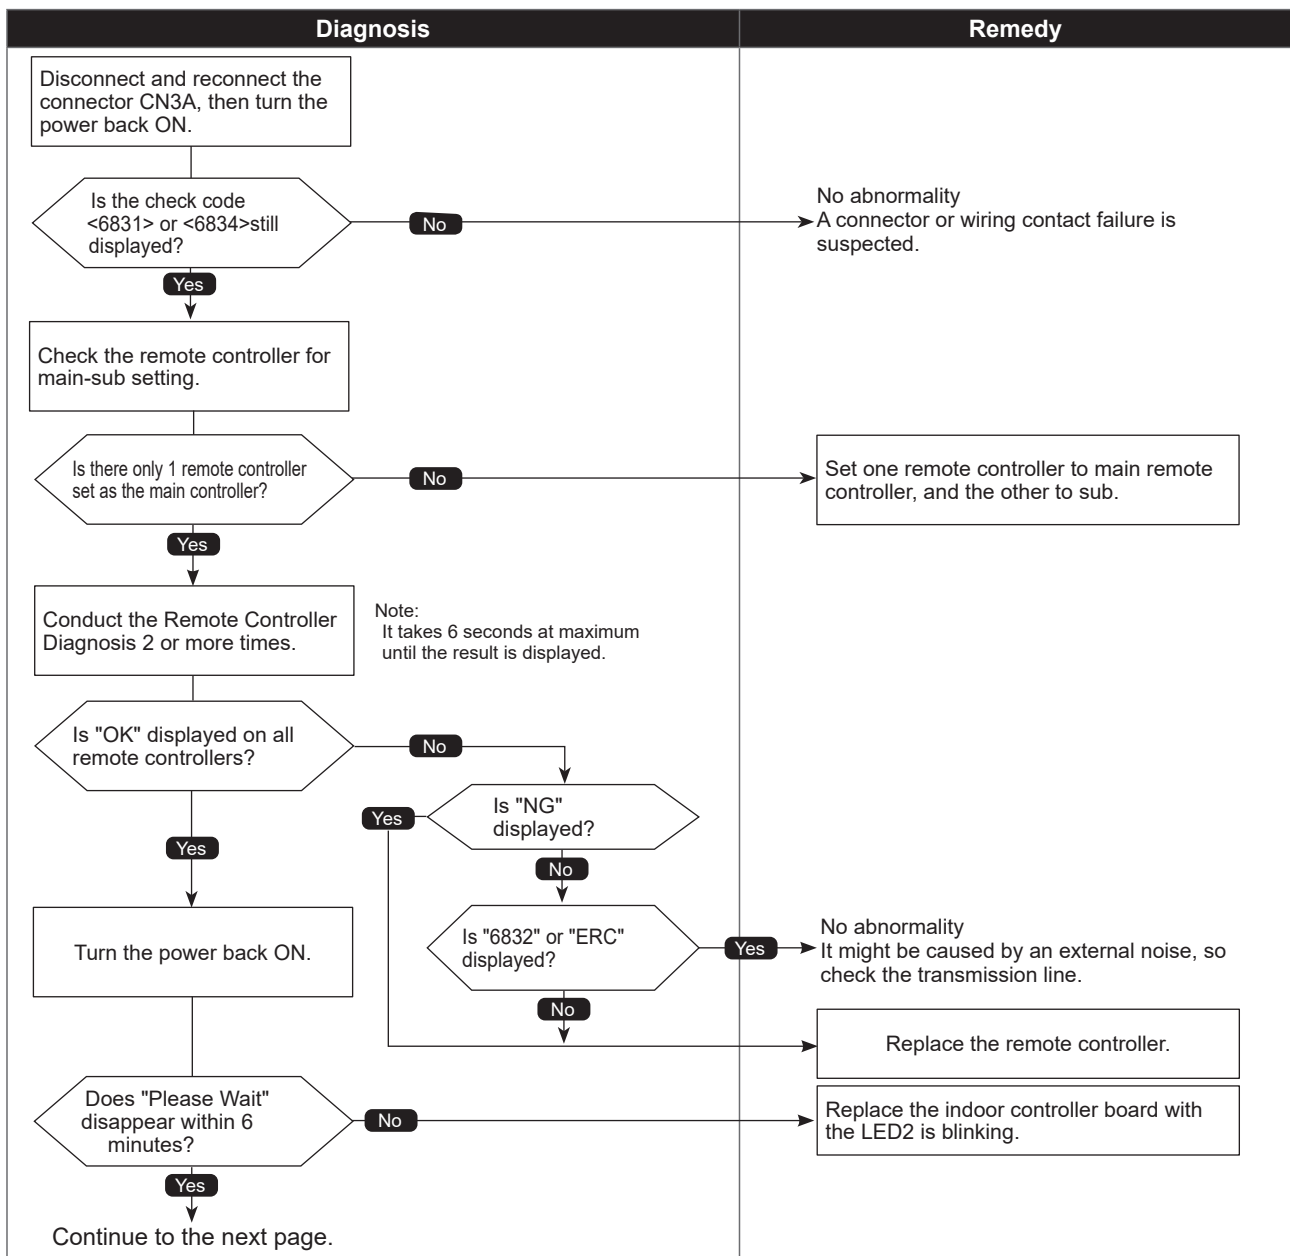 Diagnosis
Remedy
Disconnect and reconnect the
connector CN3A, then turn the
power back ON.
Is the check code
<6831> or <6834>still
displayed?
No
No abnormality
A connector or wiring contact failure is
suspected.
Yes
Check the remote controller for
main-sub setting.
Is there only 1 remote controller
set as the main controller?
No
Set one remote controller to main remote
controller, and the other to sub.
Yes
Conduct the Remote Controller
Diagnosis 2 or more times.
Note:
It takes 6 seconds at maximum
until the result is displayed.
Is "OK" displayed on all
remote controllers?
No
Is "NG"
displayed?
Yes
No
Yes
Turn the power back ON.
Is "6832" or "ERC"
displayed?
Yes
No abnormality
It might be caused by an external noise, so
check the transmission line.
No
Replace the remote controller.
Does "Please Wait"
disappear within 6
minutes?
No
Replace the indoor controller board with
the LED2 is blinking.
Yes
Continue to the next page.